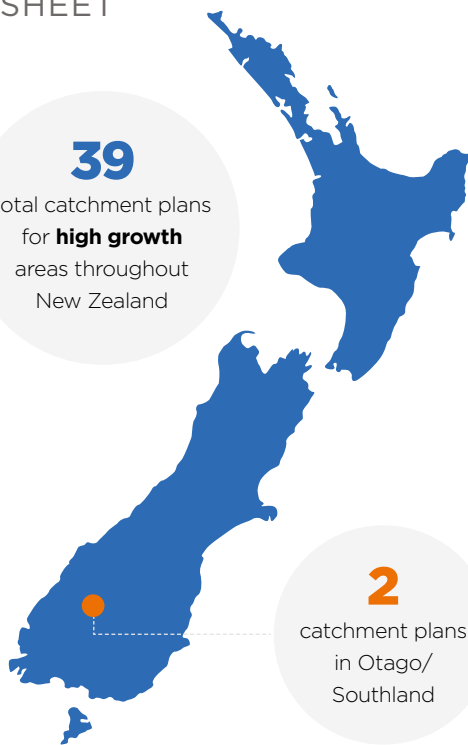 SHEET
39
otal catchment plans
for high growth
areas throughout
New Zealand
2
catchment plans
in Otago/
Southland